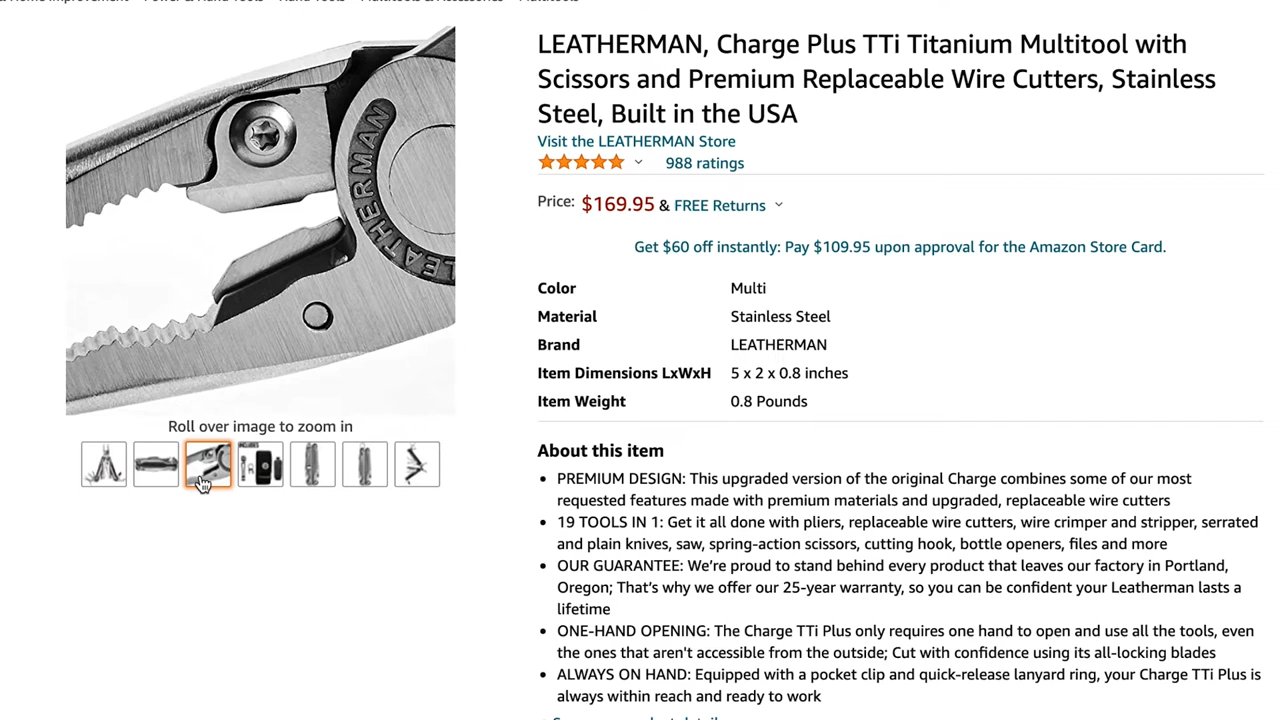 LEATHERMAN, Charge Plus TTi Titanium Multitool with
Scissors and Premium Replaceable Wire Cutters, Stainless
Steel, Built in the USA
Visit the LEATHERMAN Store
988 ratings
Price: $169.95 & FREE Returns
Get $60 off instantly: Pay $109.95 upon approval for the Amazon Store Card.
Color Multi
Material Stainless Steel
Brand LEATHERMAN
Item Dimensions LxWxH 5 x 2 x 0.8 inches
Item Weight 0.8 Pounds
About this item
• PREMIUM DESIGN: This upgraded version of the original Charge combines some of our most
requested features made with premium materials and upgraded, replaceable wire cutters
• 19 TOOLS IN 1: Get it all done with pliers, replaceable wire cutters, wire crimper and stripper, serrated
and plain knives, saw, spring-action scissors, cutting hook, bottle openers, files and more
• OUR GUARANTEE: We’re proud to stand behind every product that leaves our factory in Portland,
Oregon; That’s why we offer our 25-year warranty, so you can be confident your Leatherman lasts a
lifetime
• ONE-HAND OPENING: The Charge TTi Plus only requires one hand to open and use all the tools, even
the ones that aren't accessible from the outside; Cut with confidence using its all-locking blades
• ALWAYS ON HAND: Equipped with a pocket clip and quick-release lanyard ring, your Charge TTi Plus is
always within reach and ready to work
LEATHERMAN
LE
Roll over image to zoom in
INCLUDES